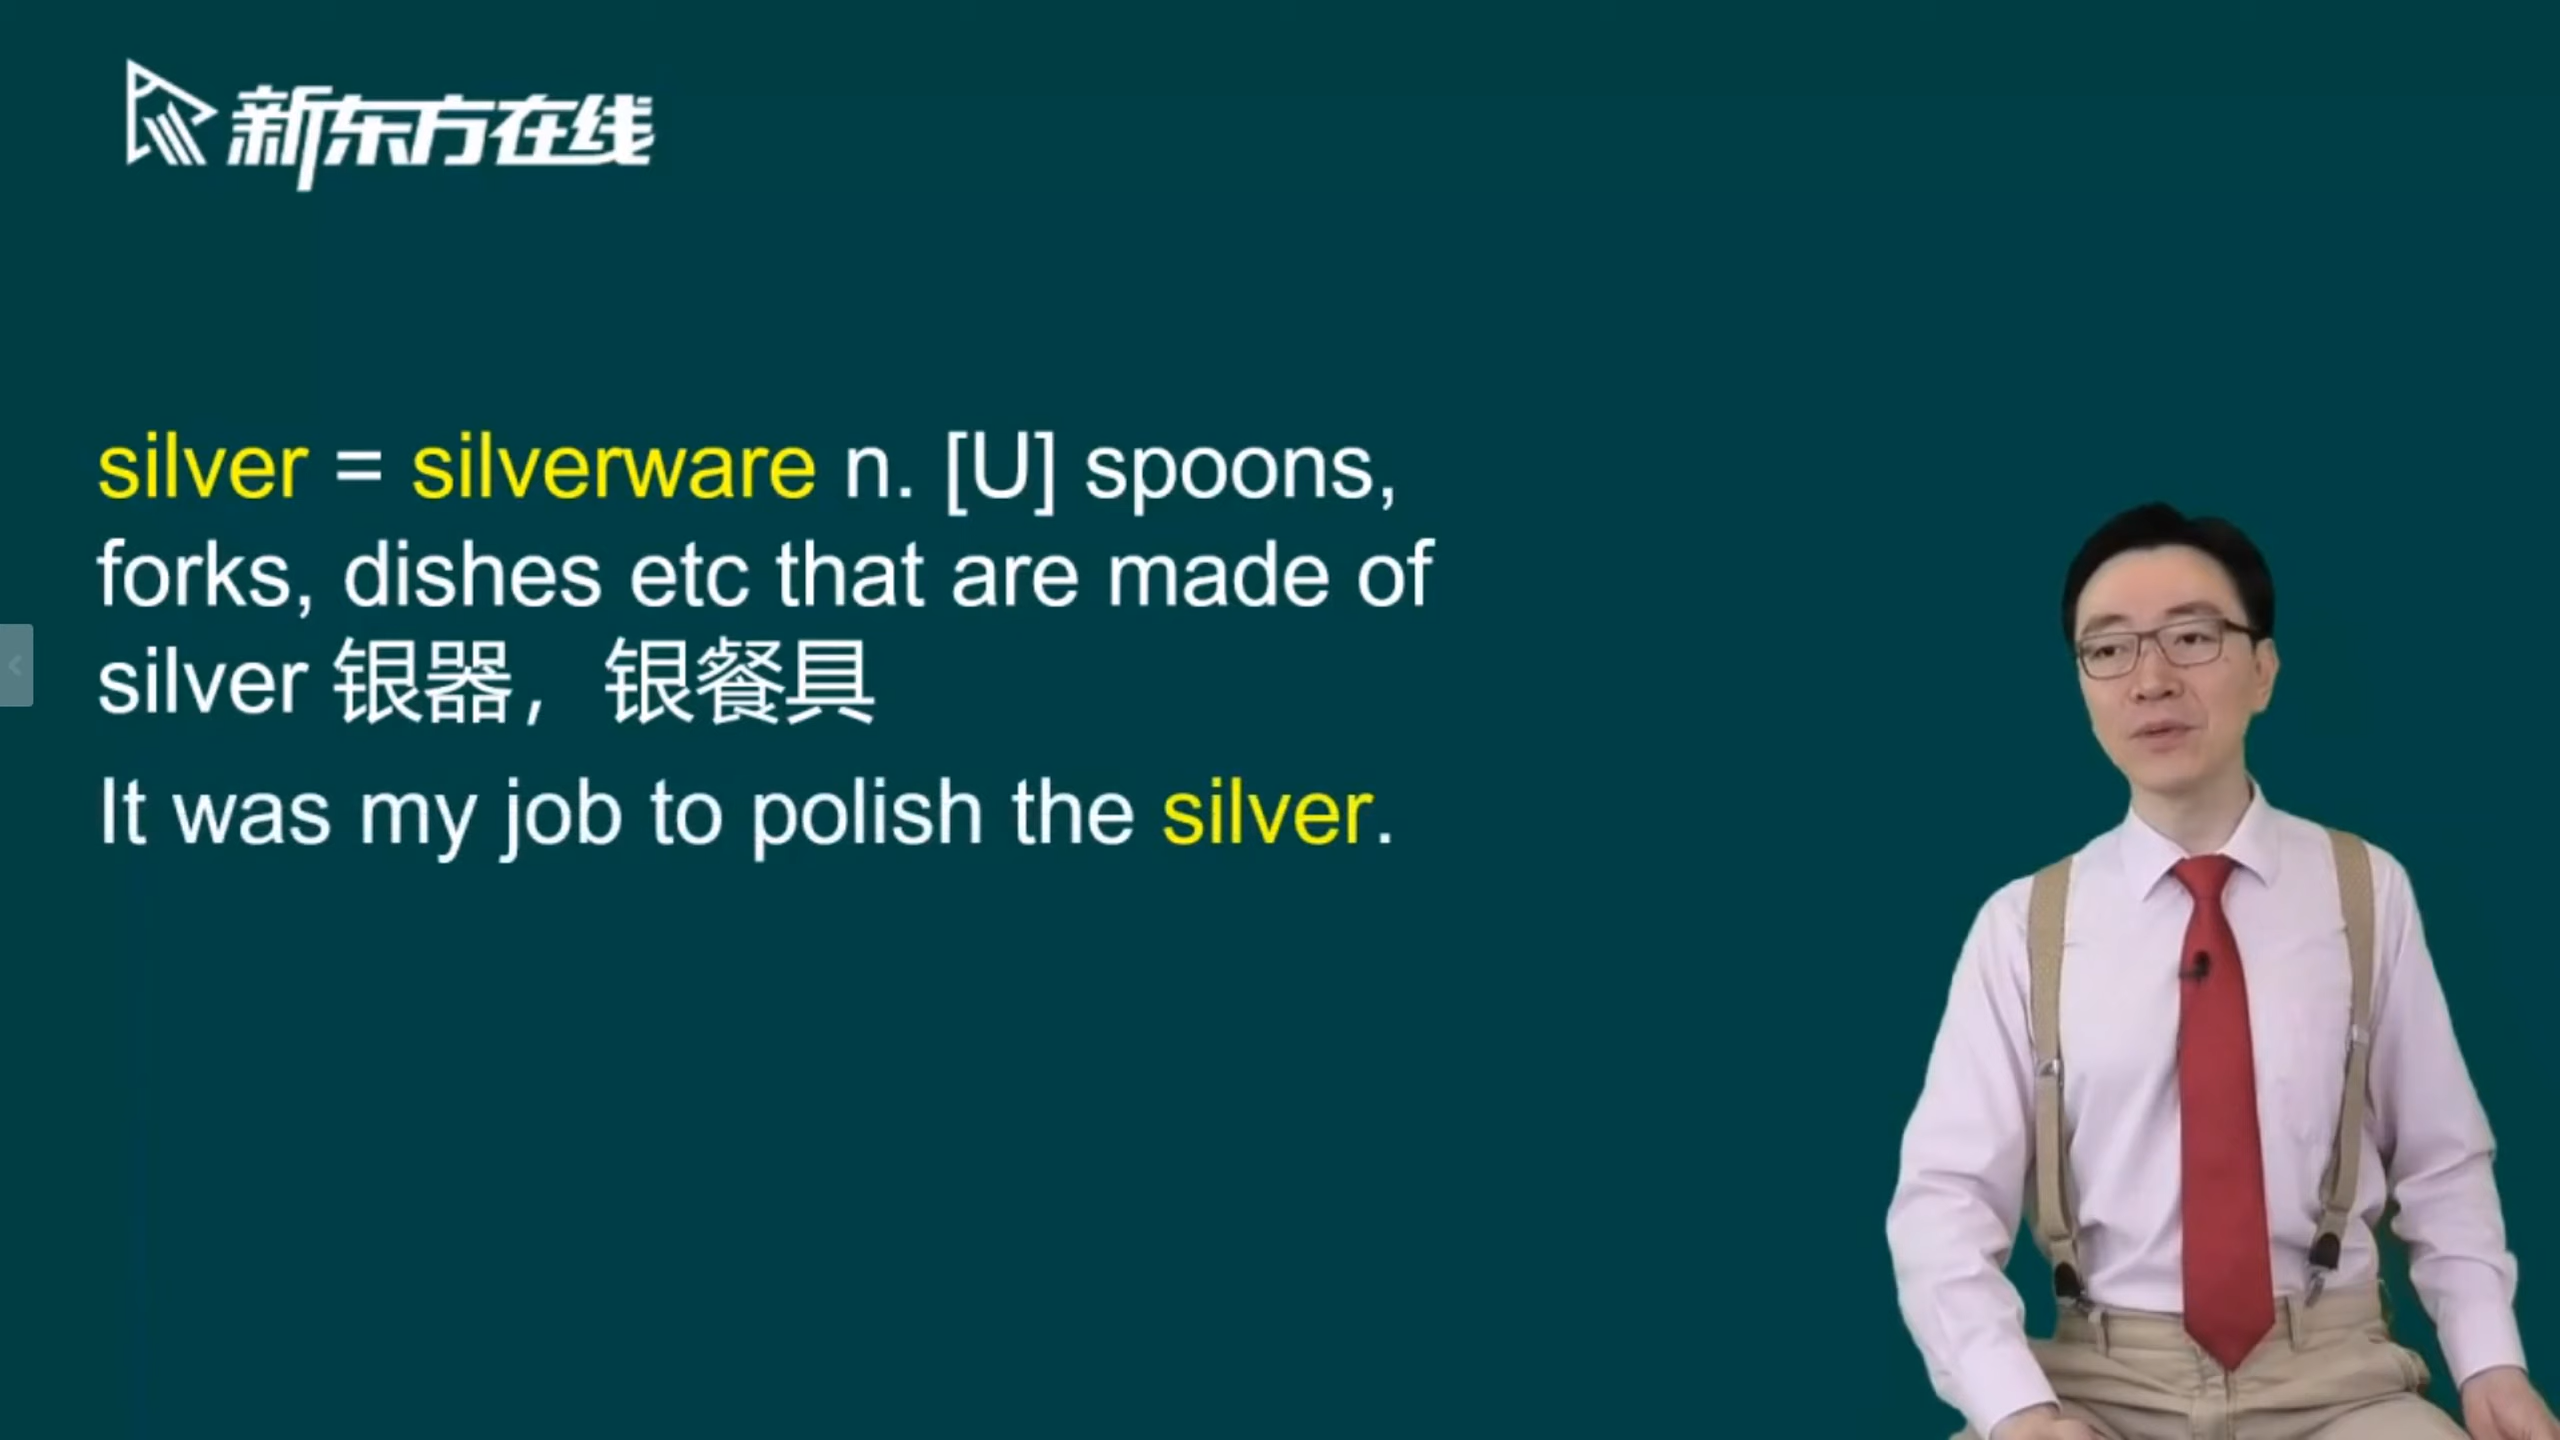 新东方在线
silver = silverware n. [U] spoons,
forks, dishes etc that are made of
silver 银器，银餐具
It was my job to polish the silver.